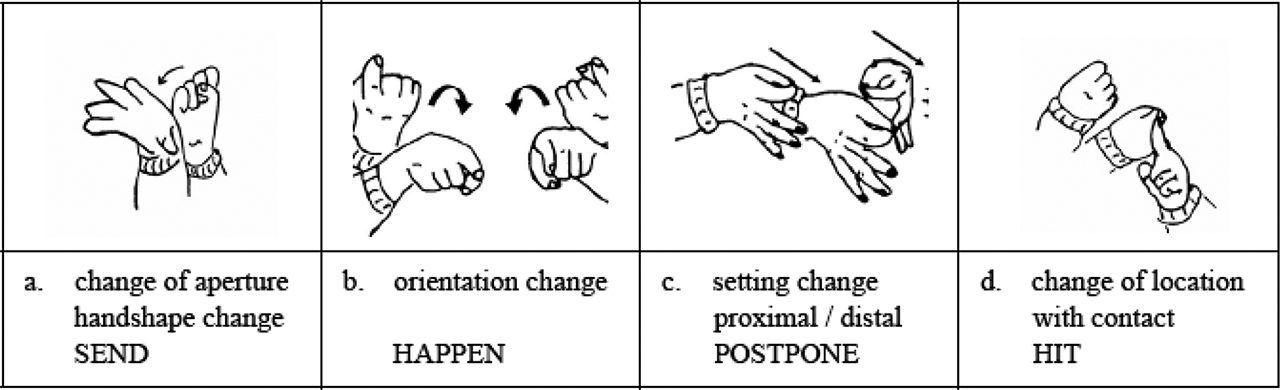 a. change of aperture
handshape change
SEND
b. orientation change
HAPPEN
c. setting change
proximal / distal
POSTPONE
d. change of location
with contact
HIT